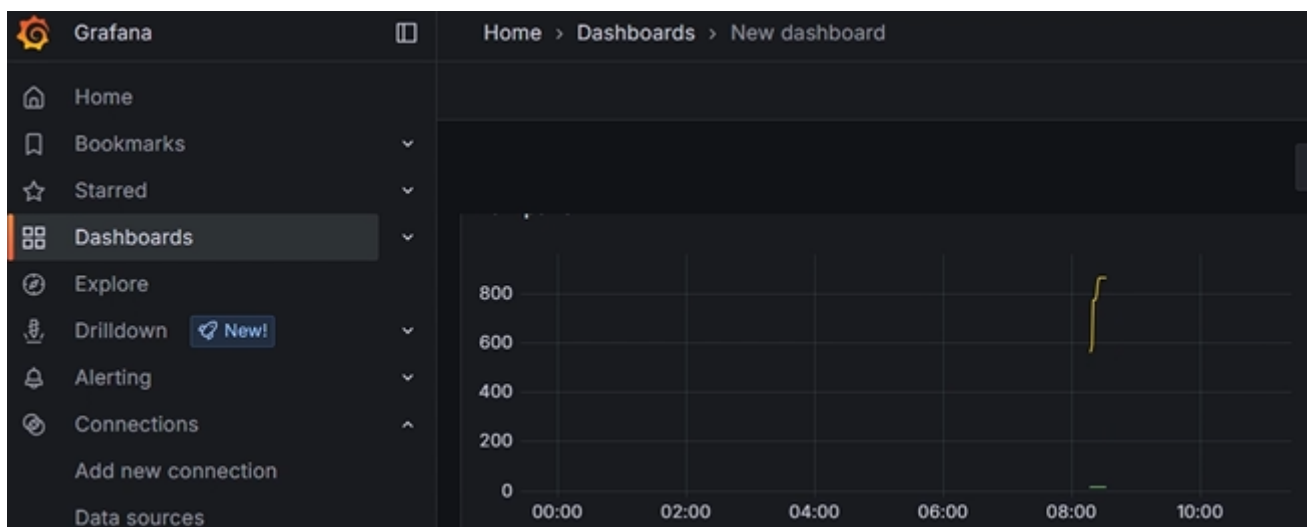 Grafana
Home › Dashboards › New dashboard
Home
Bookmarks
Starred
Dashboards
Explore
Drilldown New!
Alerting
Connections
Add new connection
Data sources
800
600
400
200
0
00:00 02:00 04:00 06:00 08:00 10:00